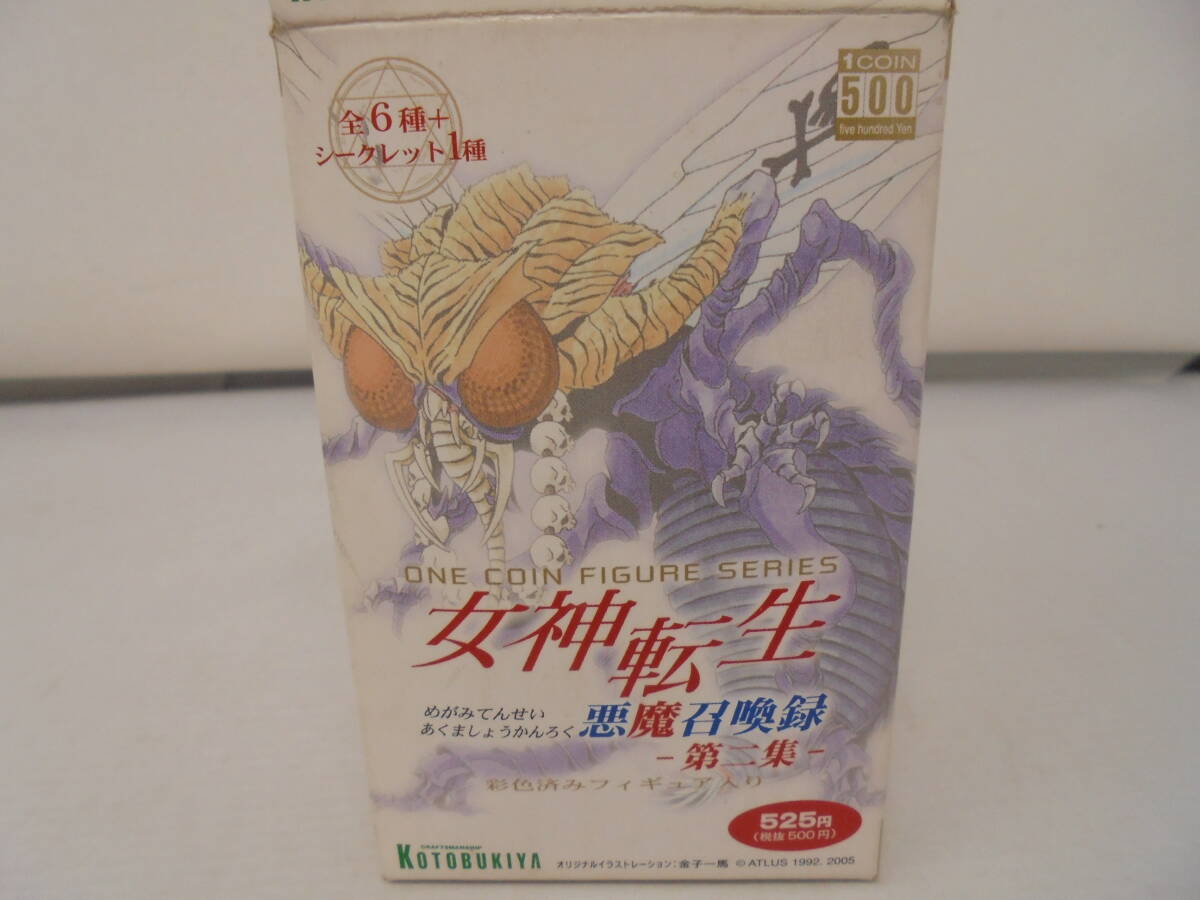 全6種+
シークレット1種
1COIN
500
five hundred Yen
ONE COIN FIGURE SERIES
女神転生
めがみてんせい
あくましょうかんろく
悪魔召喚録
-第二集-
彩色済みフィギュア入り
525円
(税抜500円)
CRAFTSMANSHIP
KOTOBUKIYA
オリジナルイラストレーション:金子一馬 ©ATLUS 1992, 2005